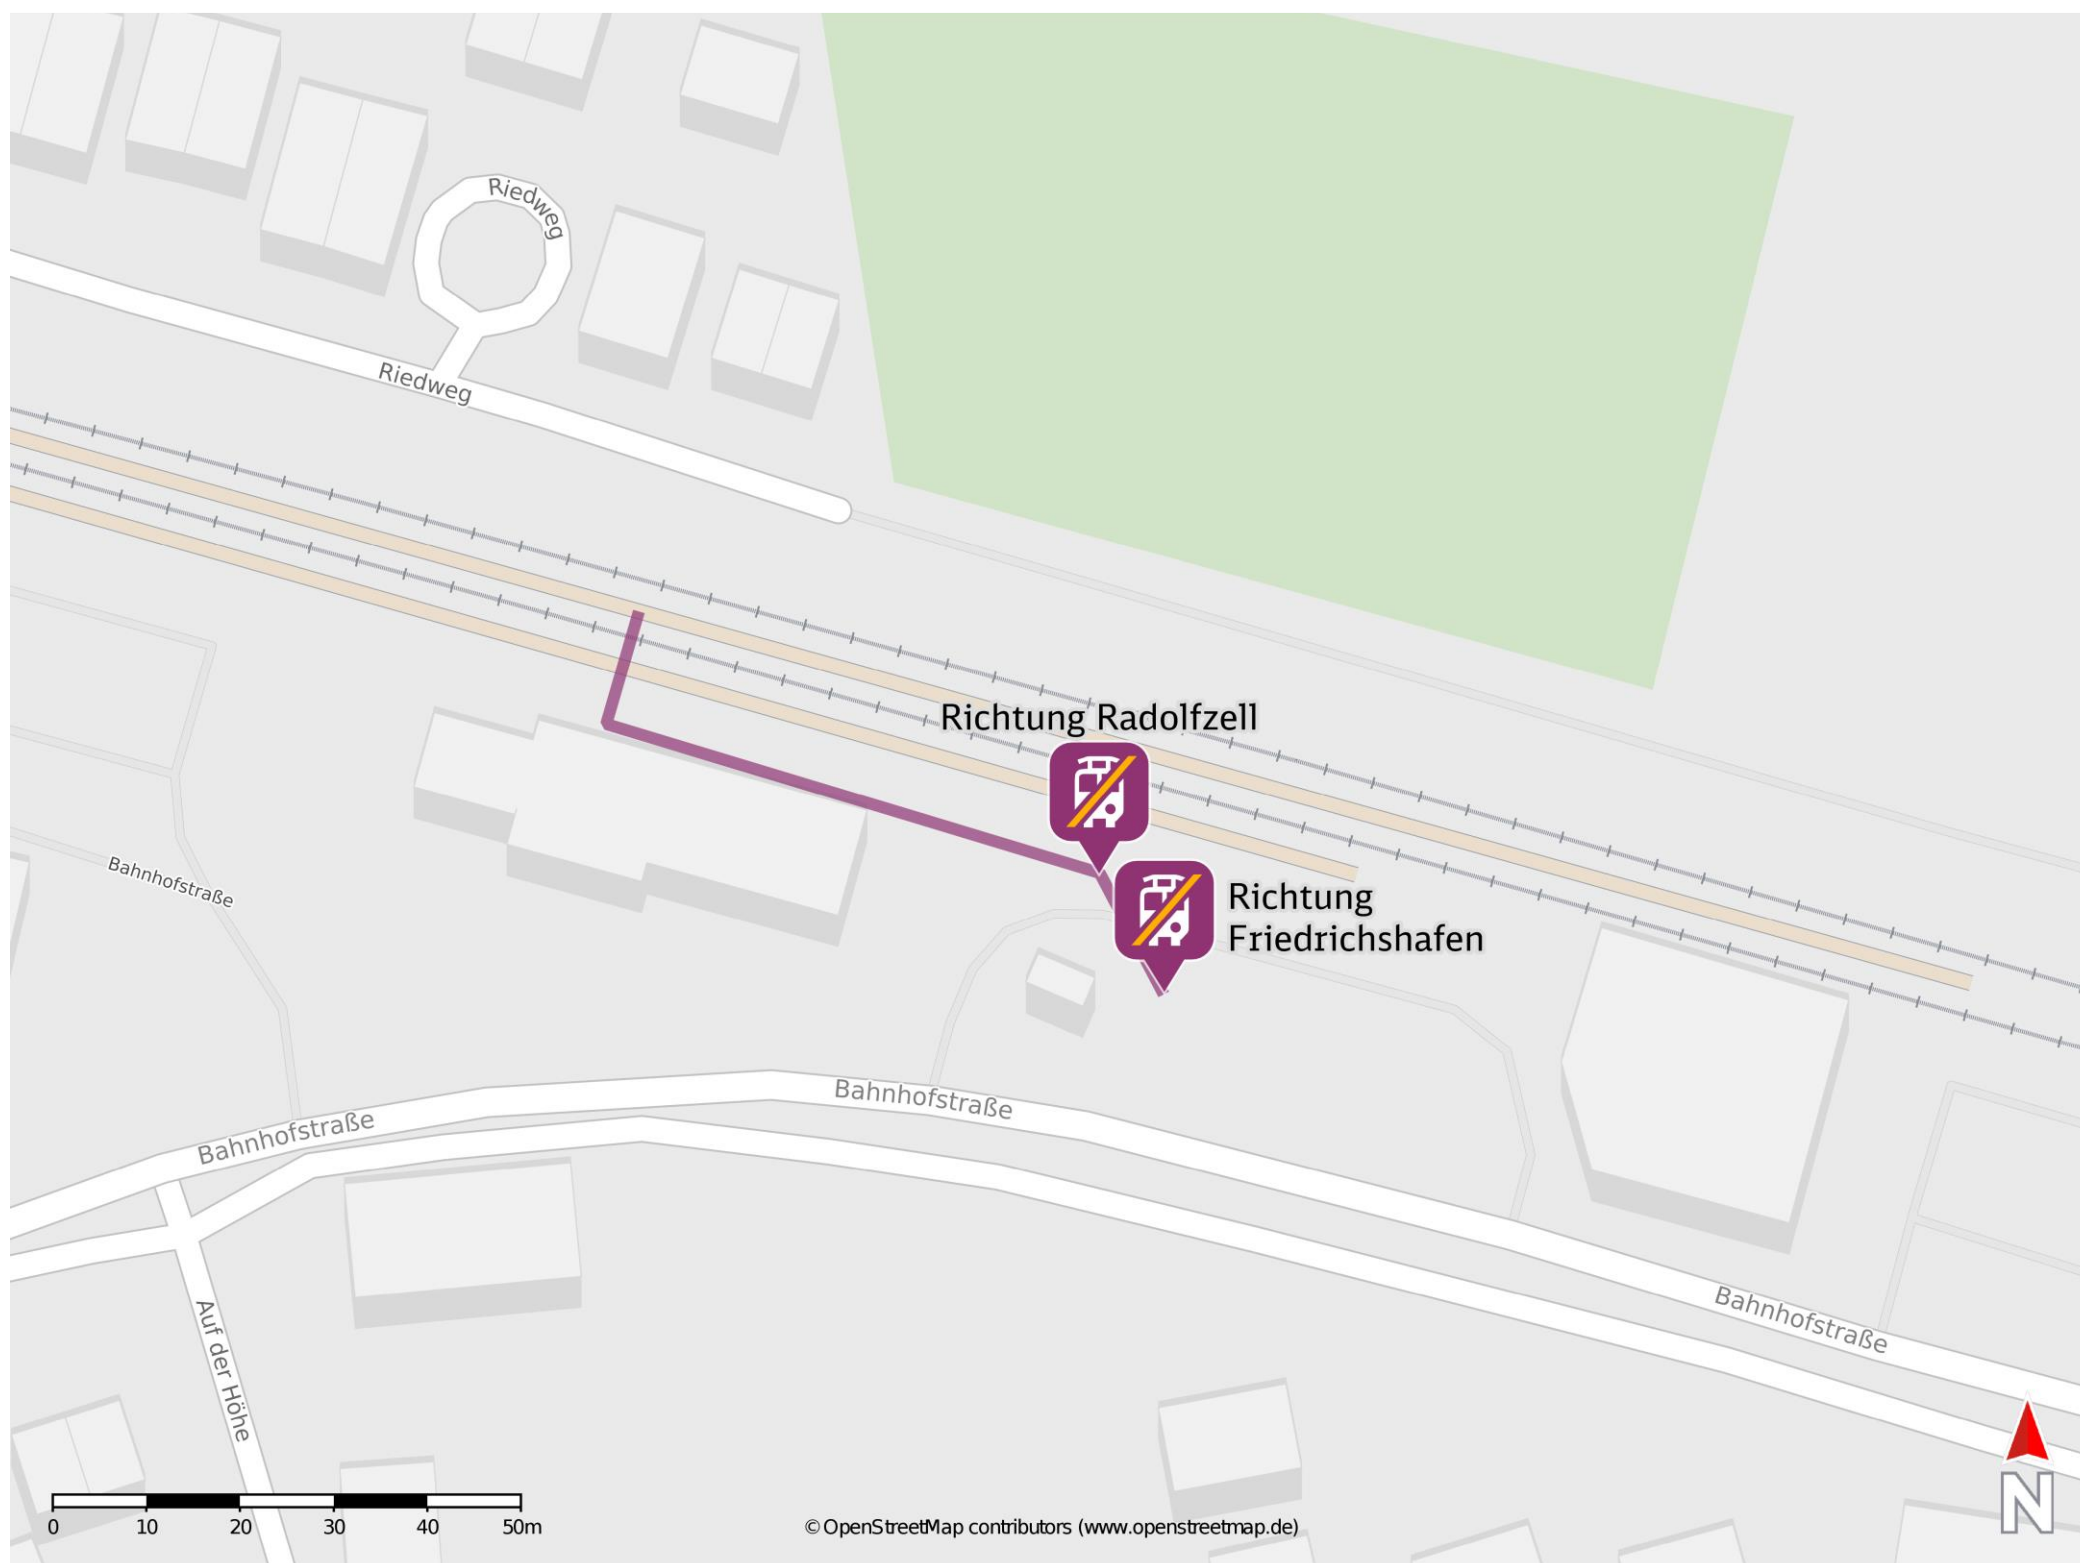 Riedweg
Riedweg
Richtung Radolfzell
Richtung
Friedrichshafen
Bahnhofstraße
Bahnhofstraße
Bahnhofstraße
Bahnhofstraße
Auf der Höhe
0 10 20 30 40 50m
© OpenStreetMap contributors (www.openstreetmap.de)
N